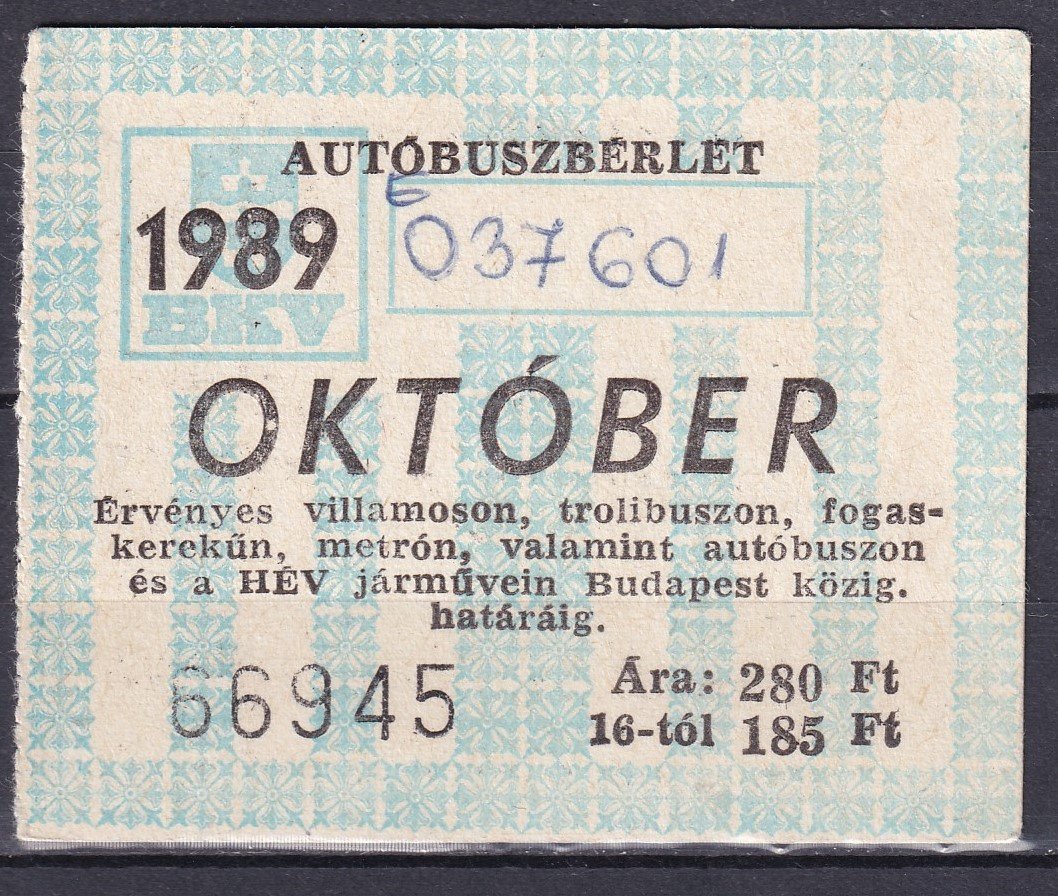 AUTÓBUSZBÉRLET
1989
BKV
E
037601
OKTÓBER
Érvényes villamoson, trolibuszon, fogas-
kerekűn, metrón, valamint autóbuszon
és a HÉV járművein Budapest közig.
határáig.
66945
Ára: 280 Ft
16-tól 185 Ft